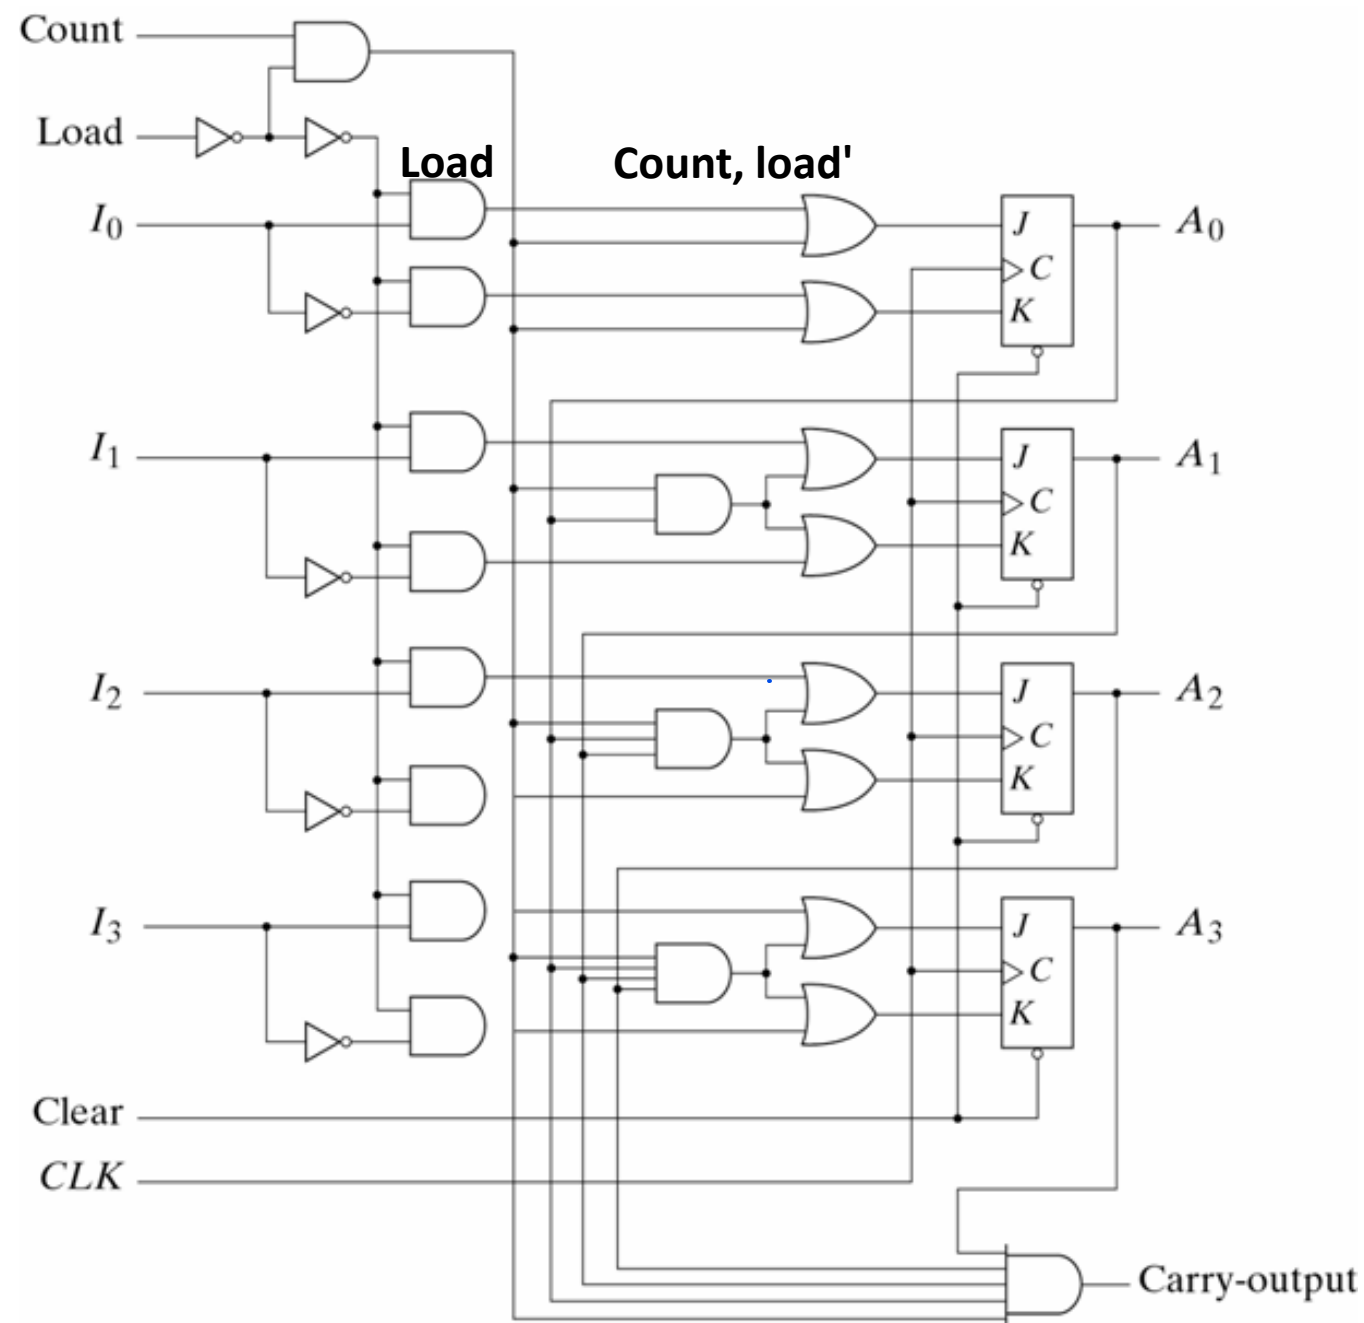 Count
Load
Load Count, load'
I0
J A0
C
K
I1
J A1
C
K
I2
J A2
C
K
I3
J A3
C
K
Clear
CLK
Carry-output